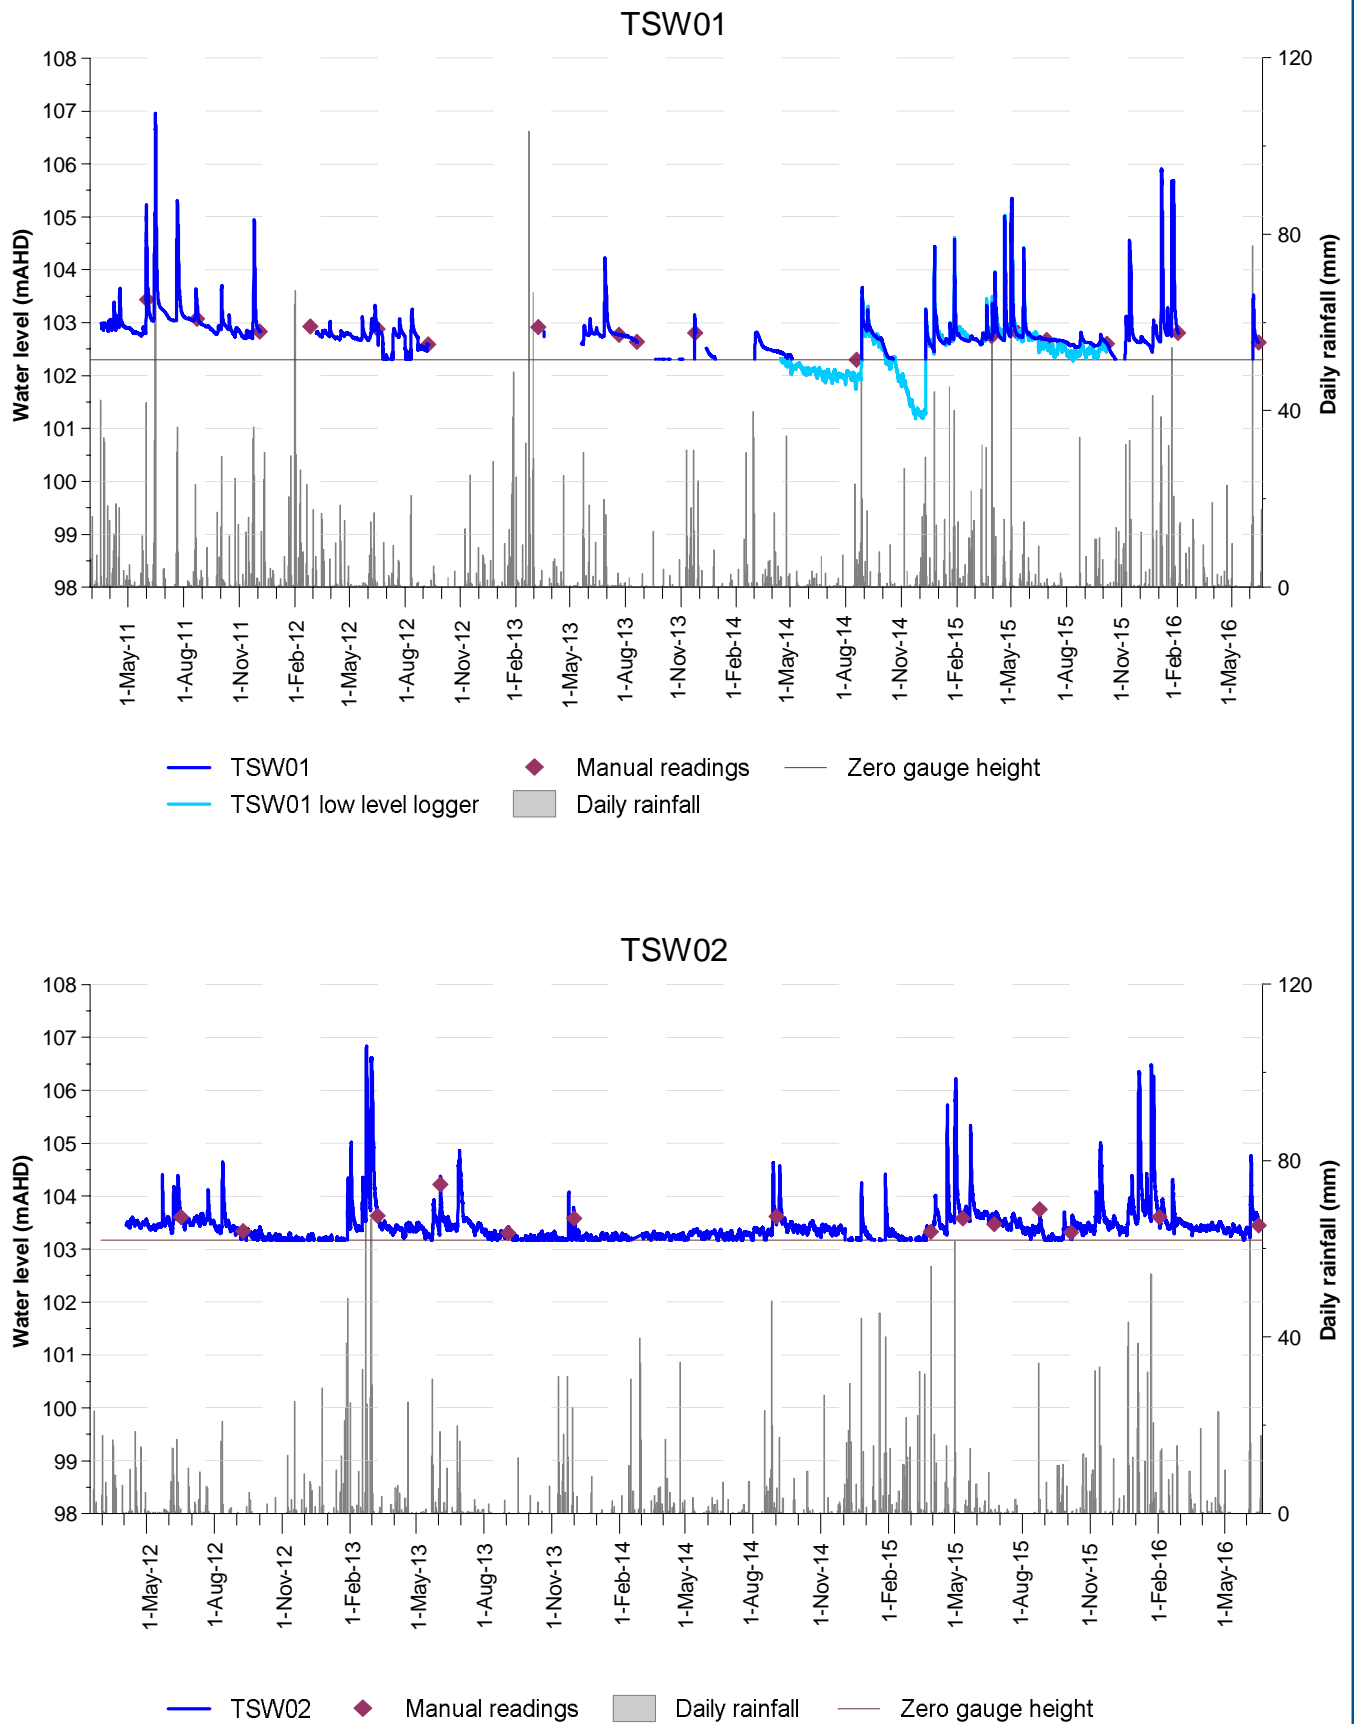 TSW01
108
107
106
105
104
103
102
101
100
99
98
Water level (mAHD)
120
80
40
0
Daily rainfall (mm)
1-May-11
1-Aug-11
1-Nov-11
1-Feb-12
1-May-12
1-Aug-12
1-Nov-12
1-Feb-13
1-May-13
1-Aug-13
1-Nov-13
1-Feb-14
1-May-14
1-Aug-14
1-Nov-14
1-Feb-15
1-May-15
1-Aug-15
1-Nov-15
1-Feb-16
1-May-16
TSW01 Manual readings Zero gauge height
TSW01 low level logger Daily rainfall
TSW02
108
107
106
105
104
103
102
101
100
99
98
Water level (mAHD)
120
80
40
0
Daily rainfall (mm)
1-May-12
1-Aug-12
1-Nov-12
1-Feb-13
1-May-13
1-Aug-13
1-Nov-13
1-Feb-14
1-May-14
1-Aug-14
1-Nov-14
1-Feb-15
1-May-15
1-Aug-15
1-Nov-15
1-Feb-16
1-May-16
TSW02 Manual readings Daily rainfall Zero gauge height